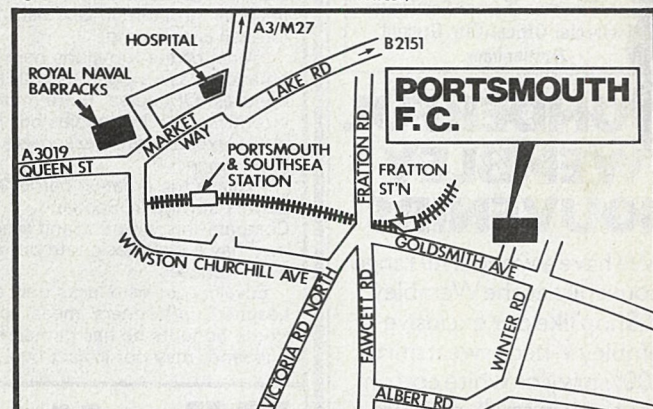 A3/M27
HOSPITAL
B2151
ROYAL NAVAL
BARRACKS
LAKE RD
PORTSMOUTH
F. C.
MARKET
WAY
A3019
QUEEN ST
PORTSMOUTH
& SOUTHSEA
STATION
FRATTON RD
FRATTON
ST'N
GOLDSMITH AVE
WINSTON CHURCHILL AVE
VICTORIA RD NORTH
FAWCETT RD
WINTER RD
ALBERT RD